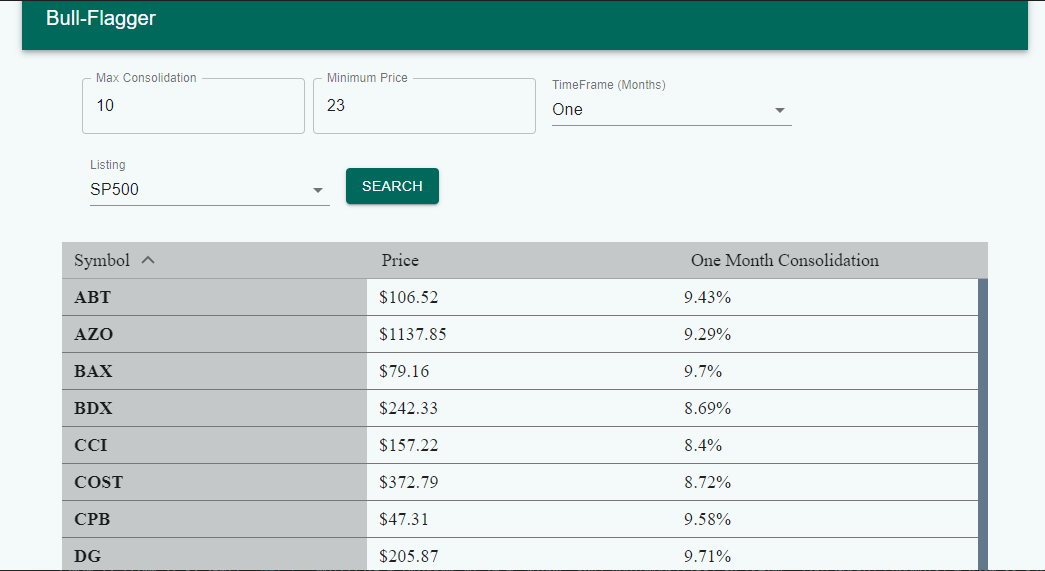 Bull-Flagger
Max Consolidation Minimum Price TimeFrame (Months)
10 23 One
Listing
SP500 SEARCH
Symbol Price One Month Consolidation
ABT $106.52 9.43%
AZO $1137.85 9.29%
BAX $79.16 9.7%
BDX $242.33 8.69%
CCI $157.22 8.4%
COST $372.79 8.72%
CPB $47.31 9.58%
DG $205.87 9.71%